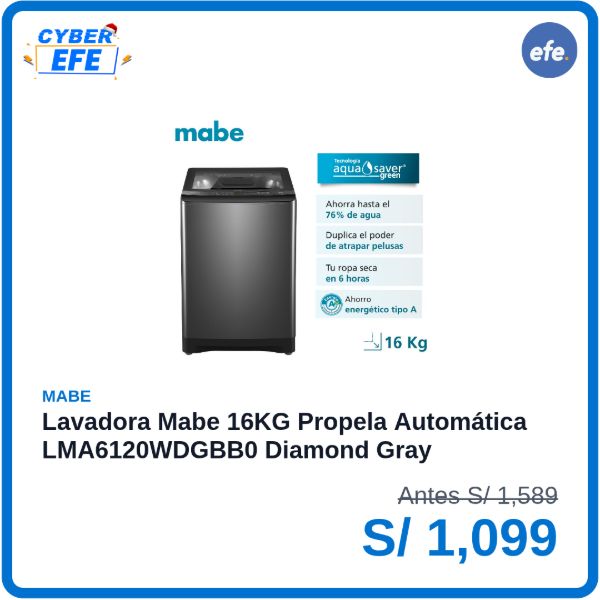 CYBER
EFE
efe.
mabe
Tecnología
aqua saver®
green
Ahorra hasta el
76% de agua
Duplica el poder
de atrapar pelusas
Tu ropa seca
en 6 horas
Ahorro
energético tipo A
16 Kg
MABE
Lavadora Mabe 16KG Propela Automática
LMA6120WDGBB0 Diamond Gray
Antes S/ 1,589
S/ 1,099